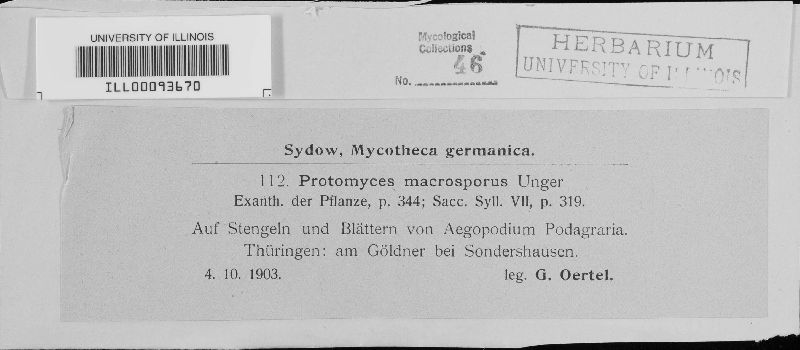 UNIVERSITY OF ILLINOIS
ILL00093670
Mycological
Collections
46
No.
HERBARIUM
UNIVERSITY OF ILLINOIS
Sydow, Mycotheca germanica.
112. Protomyces macrosporus Unger
Exanth. der Pflanze, p. 344; Sacc. Syll. VII, p. 319.
Auf Stengeln und Blättern von Aegopodium Podagraria.
Thüringen: am Göldner bei Sondershausen.
4. 10. 1903. leg. G. Oertel.